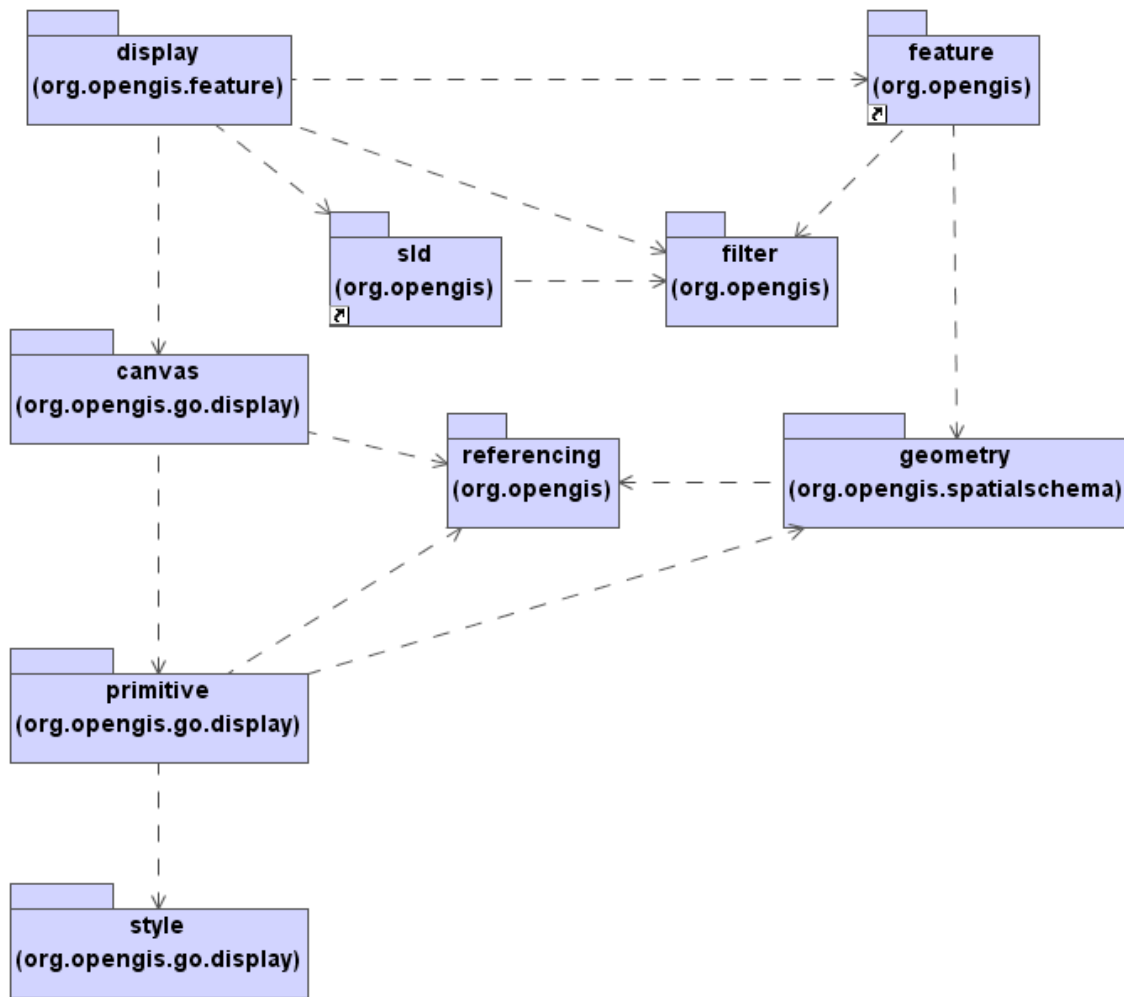 display
(org.opengis.feature)
feature
(org.opengis)
sld
(org.opengis)
filter
(org.opengis)
canvas
(org.opengis.go.display)
referencing
(org.opengis)
geometry
(org.opengis.spatialschema)
primitive
(org.opengis.go.display)
style
(org.opengis.go.display)